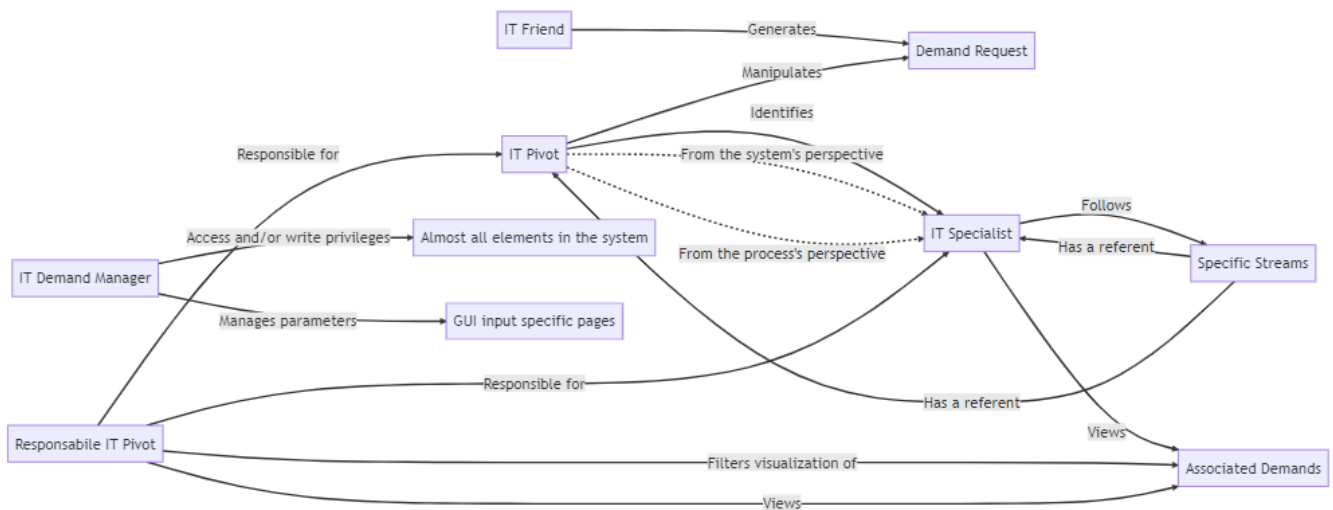 IT Friend
Generates
Demand Request
Manipulates
Identifies
Responsible for
IT Pivot
From the system's perspective
Follows
Access and/or write privileges
Almost all elements in the system
IT Specialist
Has a referent
From the process's perspective
Specific Streams
IT Demand Manager
Manages parameters
GUI input specific pages
Responsible for
Has a referent
Views
Responsabile IT Pivot
Filters visualization of
Associated Demands
Views